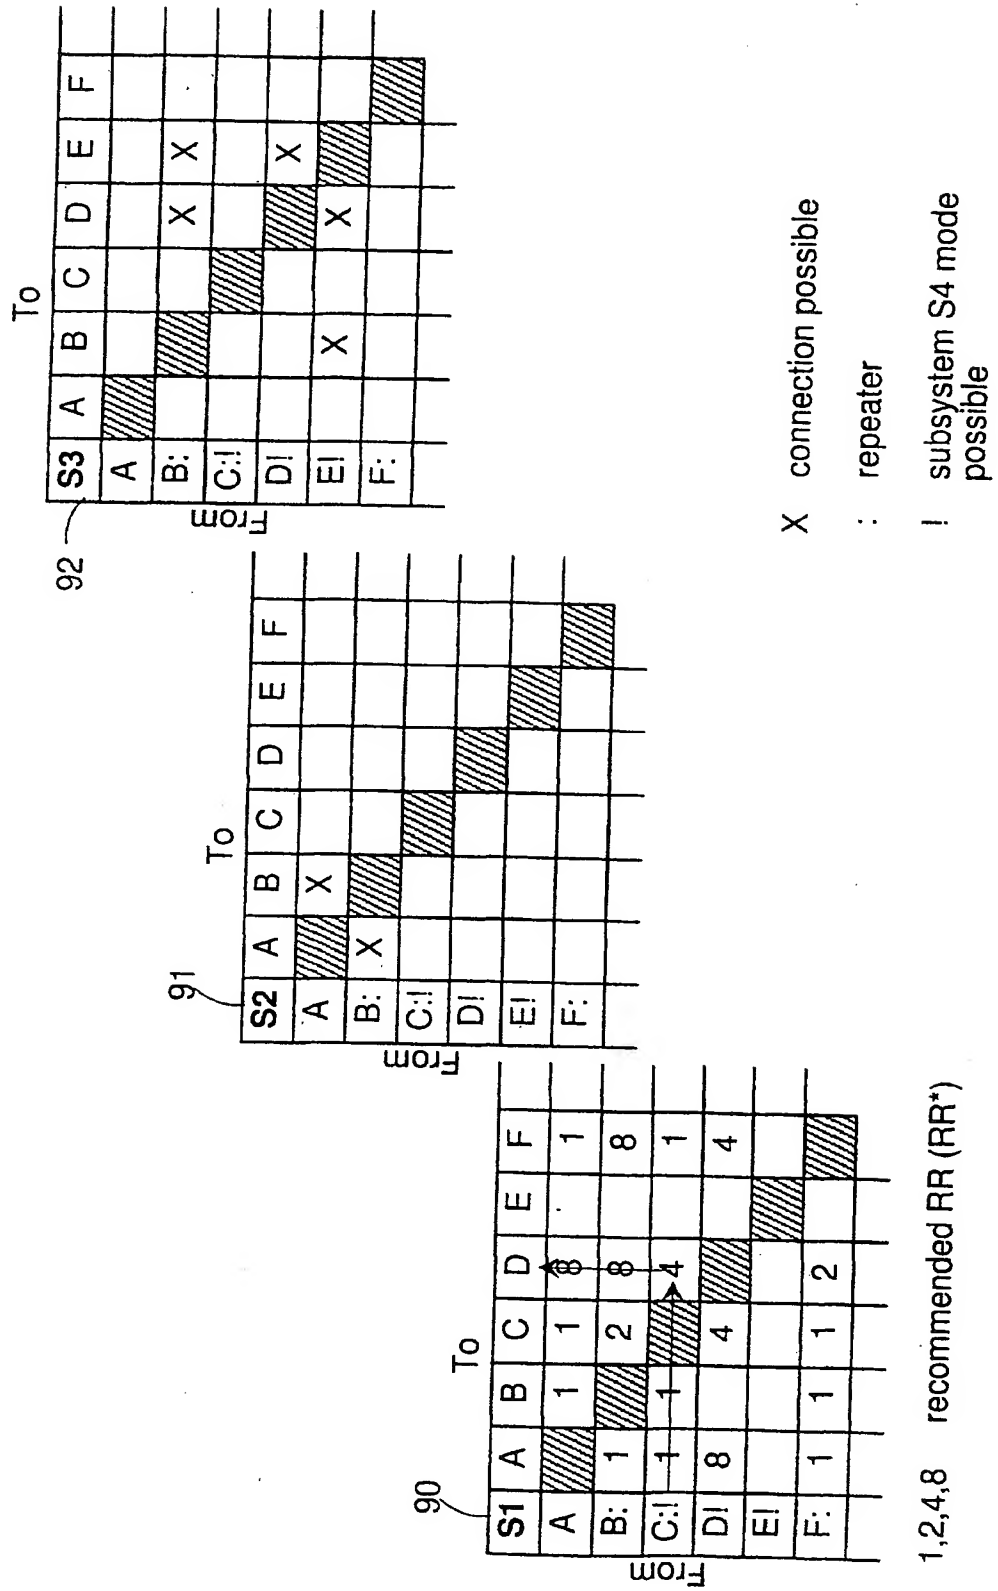 92
To
From
S3 A B C D E F
A
B: X X
C:!
D! X
E! X X
F:
91
To
From
S2 A B C D E F
A X
B: X
C:!
D!
E!
F:
90
To
From
S1 A B C D E F
A 1 1 8 1
B: 1 2 8 8
C:! 1 1 4 1
D! 8 4 4
E!
F: 1 1 1 2
1,2,4,8 recommended RR (RR*)
X connection possible
: repeater
! subsystem S4 mode
possible